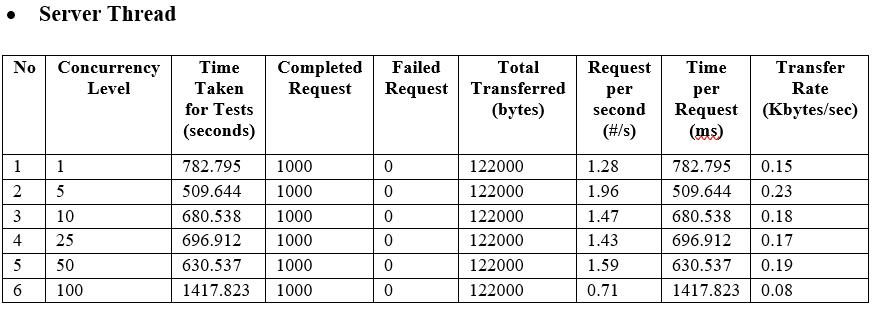 • Server Thread
No Concurrency Level Time Taken for Tests (seconds) Completed Request Failed Request Total Transferred (bytes) Request per second (#/s) Time per Request (ms) Transfer Rate (Kbytes/sec)
1 1 782.795 1000 0 122000 1.28 782.795 0.15
2 5 509.644 1000 0 122000 1.96 509.644 0.23
3 10 680.538 1000 0 122000 1.47 680.538 0.18
4 25 696.912 1000 0 122000 1.43 696.912 0.17
5 50 630.537 1000 0 122000 1.59 630.537 0.19
6 100 1417.823 1000 0 122000 0.71 1417.823 0.08